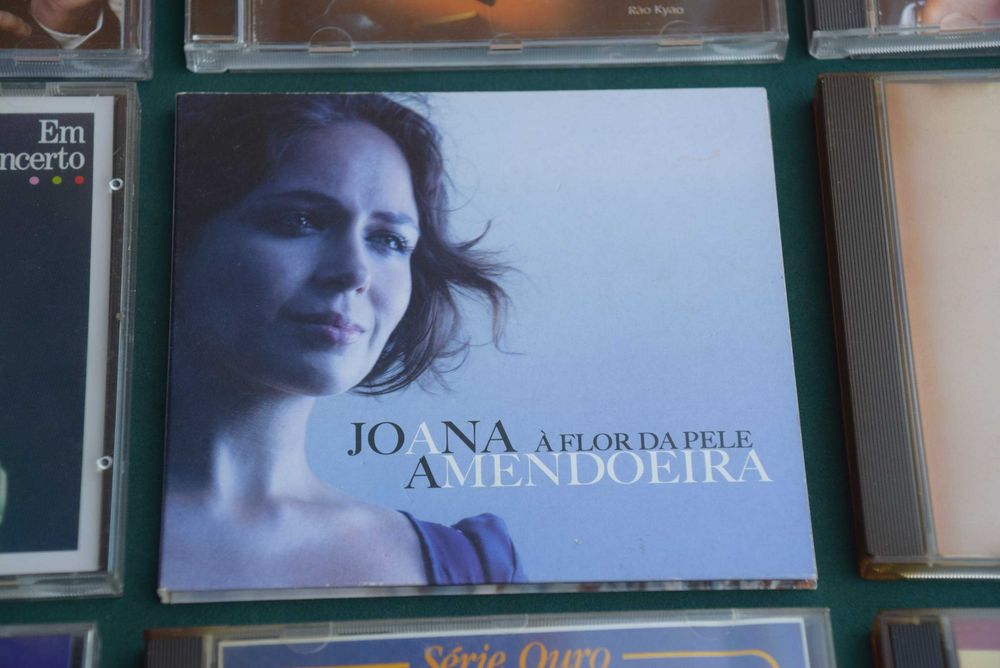 Rão Kyao
Em
ncerto
JOANA À FLOR DA PELE
AMENDOEIRA
Série Ouro